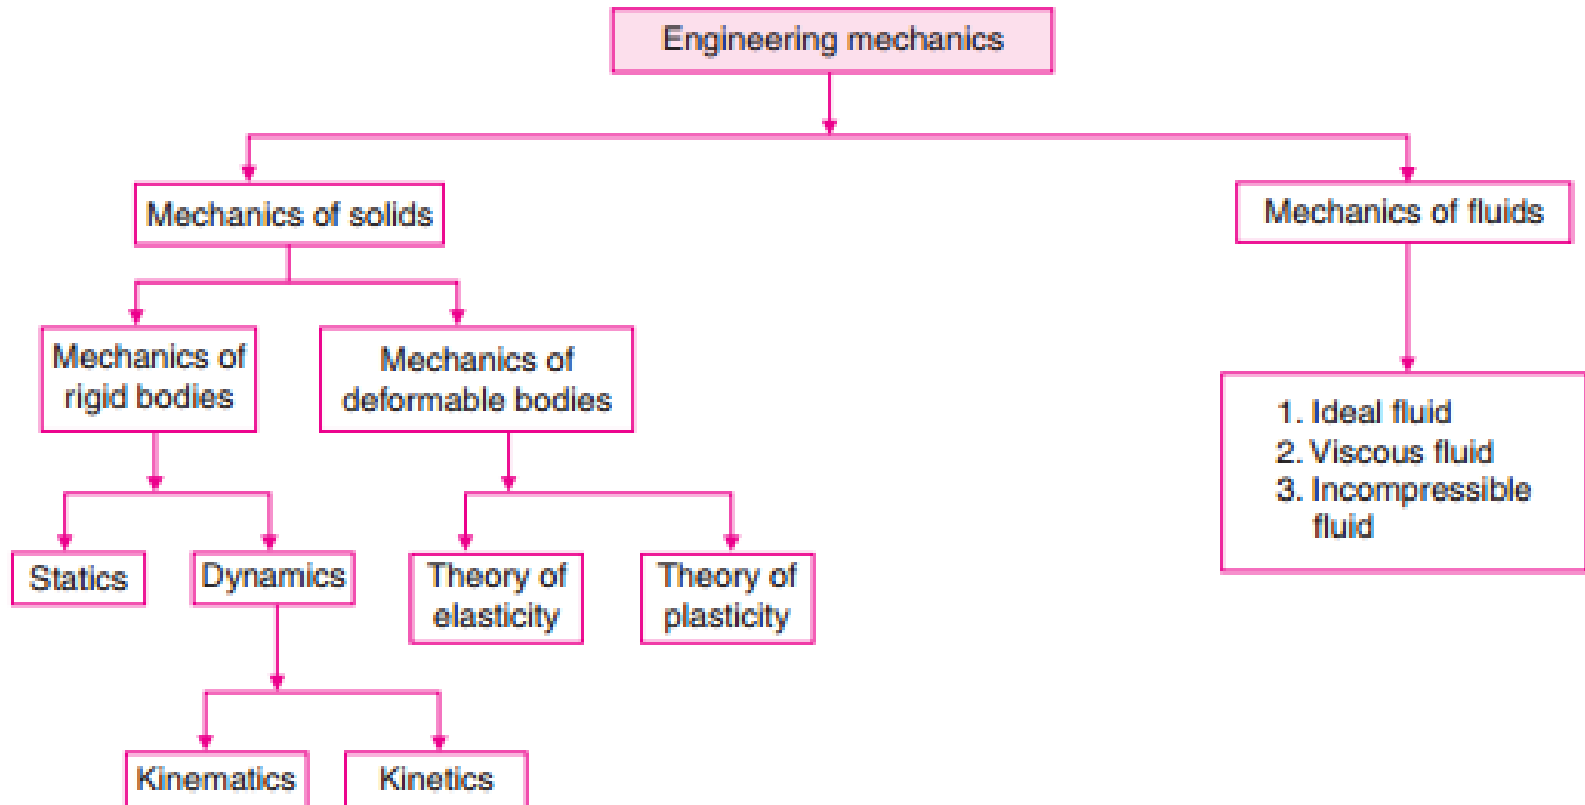 Engineering mechanics
Mechanics of solids
Mechanics of fluids
Mechanics of
rigid bodies
Mechanics of
deformable bodies
1. Ideal fluid
2. Viscous fluid
3. Incompressible
fluid
Statics
Dynamics
Theory of
elasticity
Theory of
plasticity
Kinematics
Kinetics